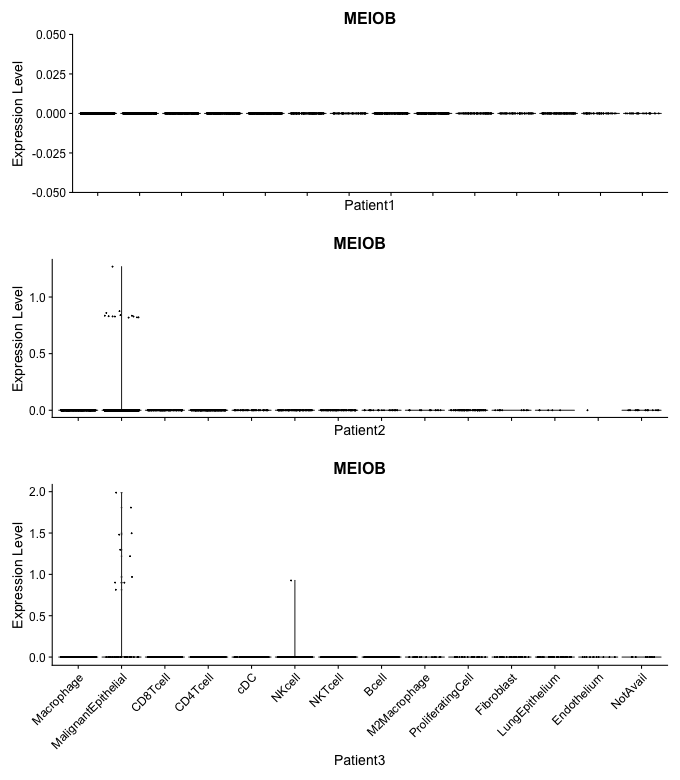 MEIOB
Expression Level
0.050
0.025
0.000
-0.025
-0.050
Patient1
MEIOB
Expression Level
1.0
0.5
0.0
Patient2
MEIOB
Expression Level
2.0
1.5
1.0
0.5
0.0
Macrophage
MalignantEpithelial
CD8Tcell
CD4Tcell
cDC
NKcell
NKTcell
Bcell
M2Macrophage
ProliferatingCell
Fibroblast
LungEpithelium
Endothelium
NotAvail
Patient3